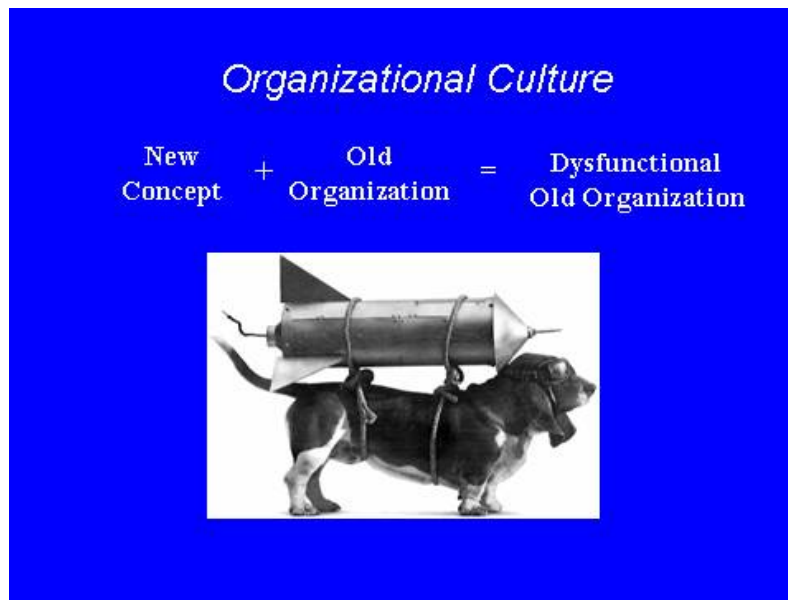 Organizational Culture
New
Concept
+
Old
Organization
=
Dysfunctional
Old Organization